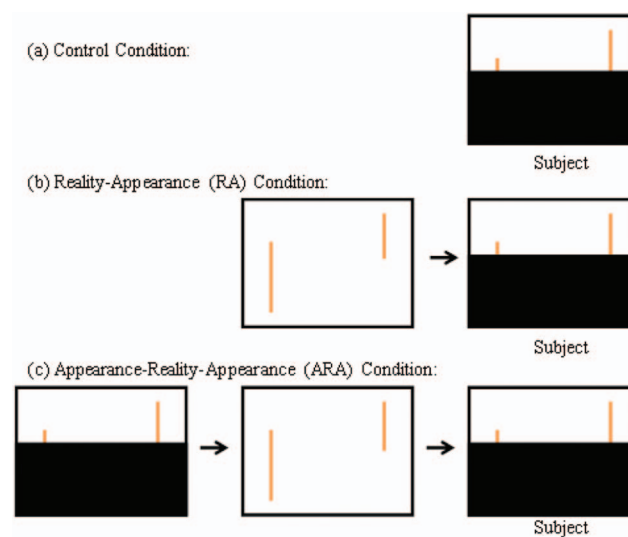 (a) Control Condition:
Subject
(b) Reality-Appearance (RA) Condition:
Subject
(c) Appearance-Reality-Appearance (ARA) Condition:
Subject